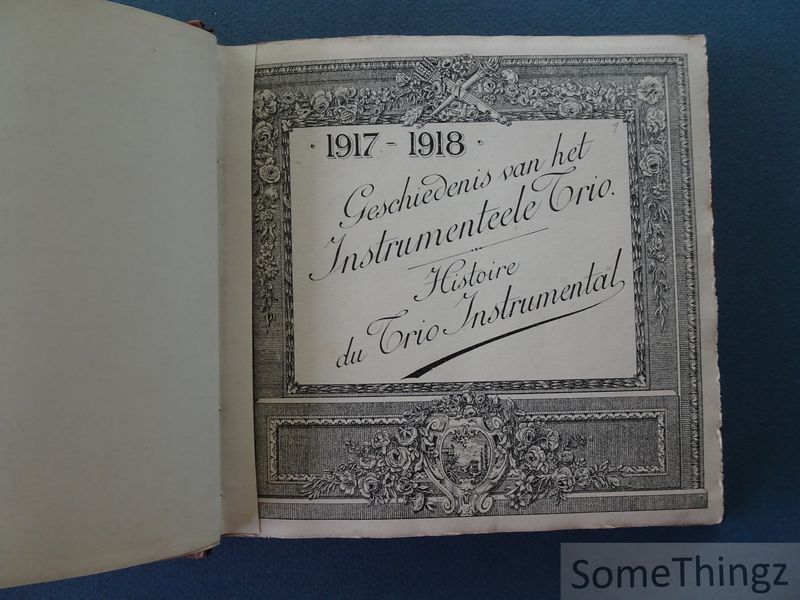 · 1917 - 1918 ·
Geschiedenis van het
Instrumenteele Trio.
Histoire
du Trio Instrumental
SomeThingz